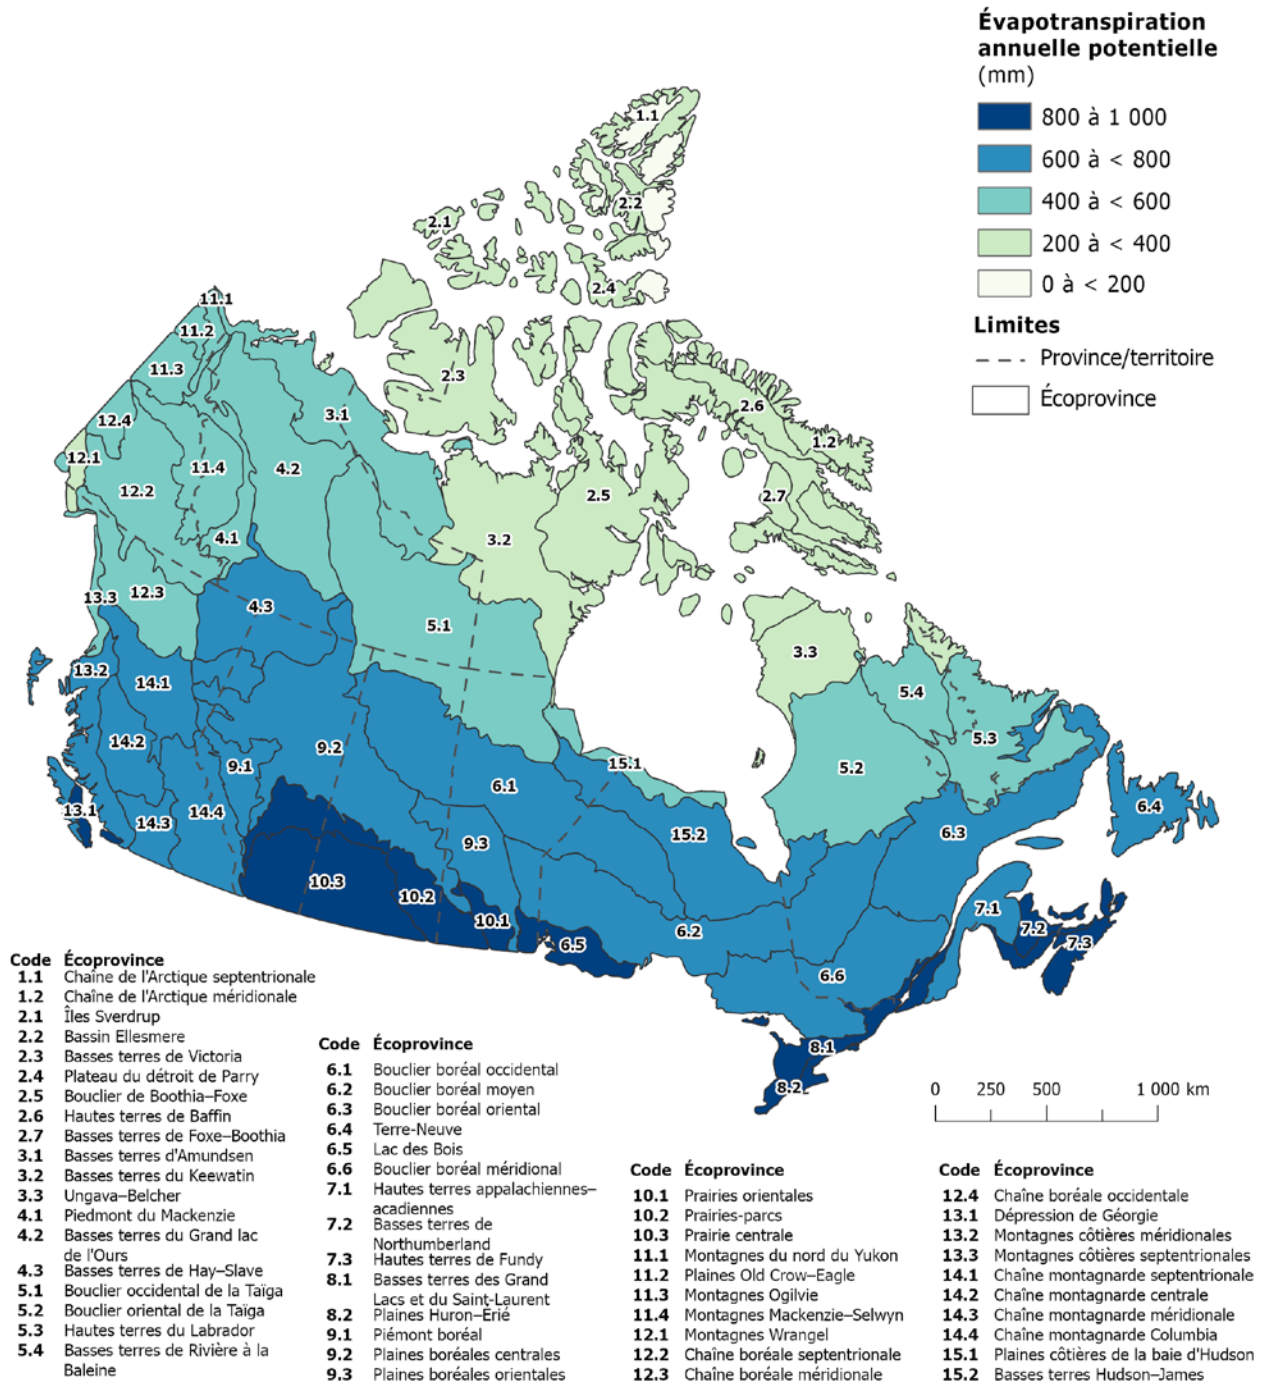 Évapotranspiration
annuelle potentielle
(mm)
800 à 1 000
600 à < 800
400 à < 600
200 à < 400
0 à < 200
Limites
Province/territoire
Écoprovince
1.1
2.2
2.1
2.4
11.1
11.2
11.3
2.3
3.1
2.6
12.4
1.2
12.1
11.4
4.2
12.2
2.5
2.7
4.1
3.2
13.3
12.3
4.3
5.1
3.3
13.2
14.1
5.4
14.2
9.2
5.3
9.1
15.1
5.2
6.1
13.1
14.3
14.4
6.4
15.2
6.3
9.3
10.3
10.2
10.1
7.1
6.2
7.2
6.5
7.3
6.6
8.1
8.2
0 250 500 1 000 km
Code Écoprovince
1.1 Chaîne de l'Arctique septentrionale
1.2 Chaîne de l'Arctique méridionale
2.1 Îles Sverdrup
2.2 Bassin Ellesmere
2.3 Basses terres de Victoria
2.4 Plateau du détroit de Parry
2.5 Bouclier de Boothia–Foxe
2.6 Hautes terres de Baffin
2.7 Basses terres de Foxe–Boothia
3.1 Basses terres d'Amundsen
3.2 Basses terres du Keewatin
3.3 Ungava–Belcher
4.1 Piedmont du Mackenzie
4.2 Basses terres du Grand lac
de l'Ours
4.3 Basses terres de Hay–Slave
5.1 Bouclier occidental de la Taïga
5.2 Bouclier oriental de la Taïga
5.3 Hautes terres du Labrador
5.4 Basses terres de Rivière à la
Baleine
Code Écoprovince
6.1 Bouclier boréal occidental
6.2 Bouclier boréal moyen
6.3 Bouclier boréal oriental
6.4 Terre-Neuve
6.5 Lac des Bois
6.6 Bouclier boréal méridional
7.1 Hautes terres appalachiennes–
acadiennes
7.2 Basses terres de
Northumberland
7.3 Hautes terres de Fundy
8.1 Basses terres des Grand
Lacs et du Saint-Laurent
8.2 Plaines Huron–Érié
9.1 Piémont boréal
9.2 Plaines boréales centrales
9.3 Plaines boréales orientales
Code Écoprovince
10.1 Prairies orientales
10.2 Prairies-parcs
10.3 Prairie centrale
11.1 Montagnes du nord du Yukon
11.2 Plaines Old Crow–Eagle
11.3 Montagnes Ogilvie
11.4 Montagnes Mackenzie–Selwyn
12.1 Montagnes Wrangel
12.2 Chaîne boréale septentrionale
12.3 Chaîne boréale méridionale
Code Écoprovince
12.4 Chaîne boréale occidentale
13.1 Dépression de Géorgie
13.2 Montagnes côtières méridionales
13.3 Montagnes côtières septentrionales
14.1 Chaîne montagnarde septentrionale
14.2 Chaîne montagnarde centrale
14.3 Chaîne montagnarde méridionale
14.4 Chaîne montagnarde Columbia
15.1 Plaines côtières de la baie d'Hudson
15.2 Basses terres Hudson–James